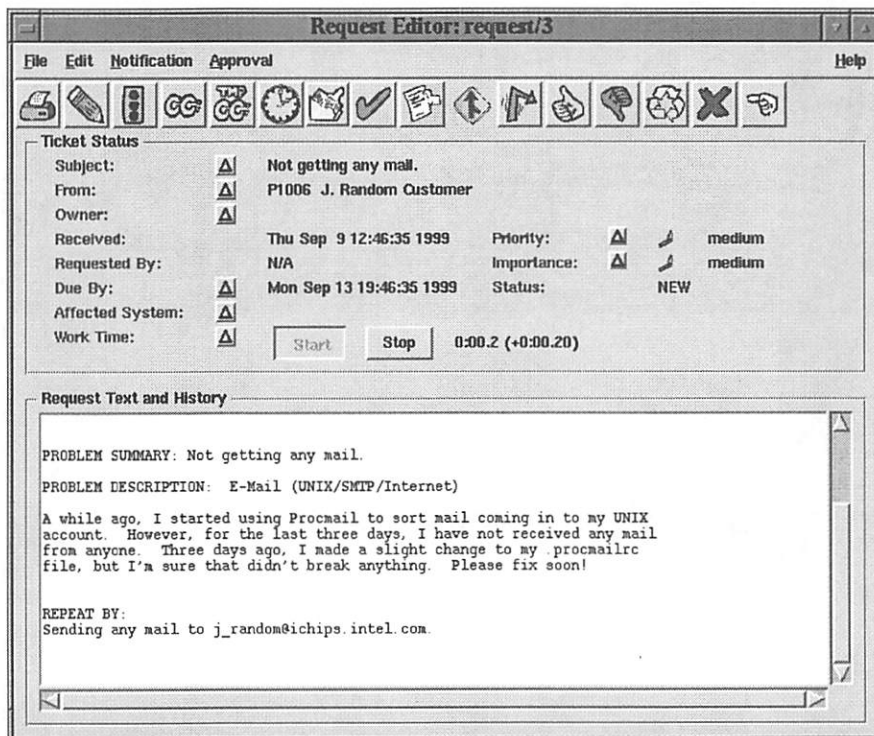 Request Editor: request/3
File Edit Notification Approval Help
CC: TMP CC:
Ticket Status
Subject: Not getting any mail.
From: P1006 J. Random Customer
Owner:
Received: Thu Sep 9 12:46:35 1999 Priority: medium
Requested By: N/A Importance: medium
Due By: Mon Sep 13 19:46:35 1999 Status: NEW
Affected System:
Work Time: Start Stop 0:00.2 (+0:00.20)
Request Text and History
PROBLEM SUMMARY: Not getting any mail.
PROBLEM DESCRIPTION: E-Mail (UNIX/SMTP/Internet)
A while ago, I started using Procmail to sort mail coming in to my UNIX
account. However, for the last three days, I have not received any mail
from anyone. Three days ago, I made a slight change to my .procmailrc
file, but I'm sure that didn't break anything. Please fix soon!
REPEAT BY:
Sending any mail to j_random@ichips.intel.com.